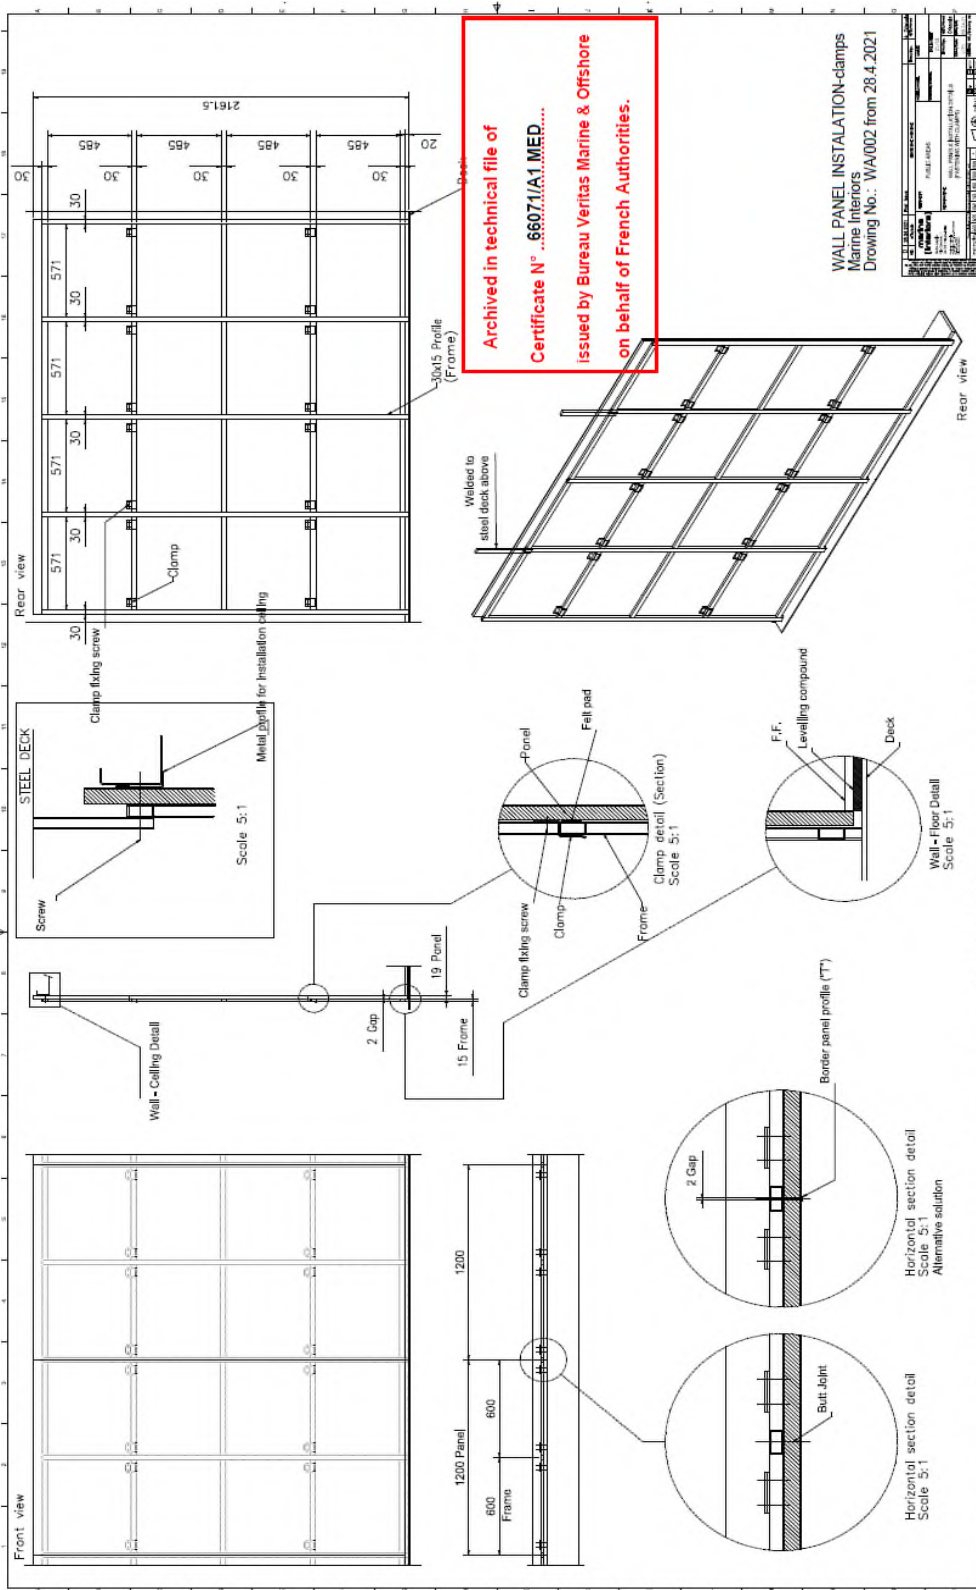 Front view
1200 Panel
1200
600
600
Frame
Horizontal section detail
Scale 5:1
Butt Joint
Horizontal section detail
Scale 5:1
Alternative solution
2 Gap
Border panel profile ("T")
Wall - Ceiling Detail
2 Gap
15 Frame
19 Panel
STEEL DECK
Screw
Scale 5:1
Metal profile for installation ceiling
Clamp fixing screw
Clamp
Frame
Panel
Felt pad
Clamp detail (Section)
Scale 5:1
F.F.
Levelling compound
Deck
Wall - Floor Detail
Scale 5:1
Rear view
30
571
30
571
30
571
30
571
30
Clamp fixing screw
Clamp
30x15 Profile
(Frame)
30
485
30
485
30
485
30
485
20
2161.5
Welded to
steel deck above
Rear view
Archived in technical file of
Certificate N° 66071/A1 MED
issued by Bureau Veritas Marine & Offshore
on behalf of French Authorities.
WALL PANEL INSTALATION-clamps
Marine Interiors
Drowing No.: WA/002 from 28.4.2021
marine
[interiors]
PUBLIC AREAS